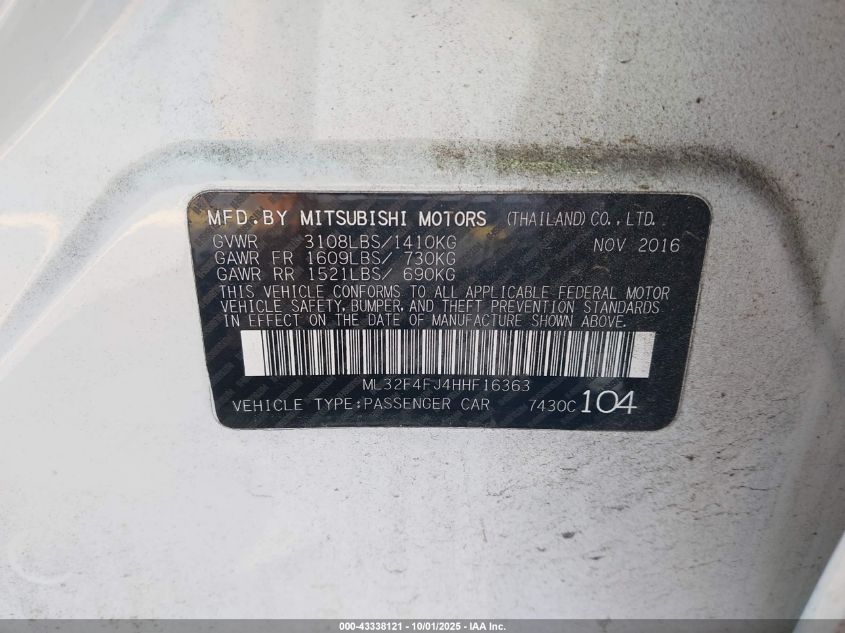 MFD.BY MITSUBISHI MOTORS (THAILAND) CO.,LTD.
GVWR 3108LBS/1410KG NOV 2016
GAWR FR 1609LBS/ 730KG
GAWR RR 1521LBS/ 690KG
THIS VEHICLE CONFORMS TO ALL APPLICABLE FEDERAL MOTOR
VEHICLE SAFETY, BUMPER, AND THEFT PREVENTION STANDARDS
IN EFFECT ON THE DATE OF MANUFACTURE SHOWN ABOVE.
ML32F4FJ4HHF16363
VEHICLE TYPE:PASSENGER CAR 7430C 104
000-43338121 - 10/01/2025 - IAA Inc.